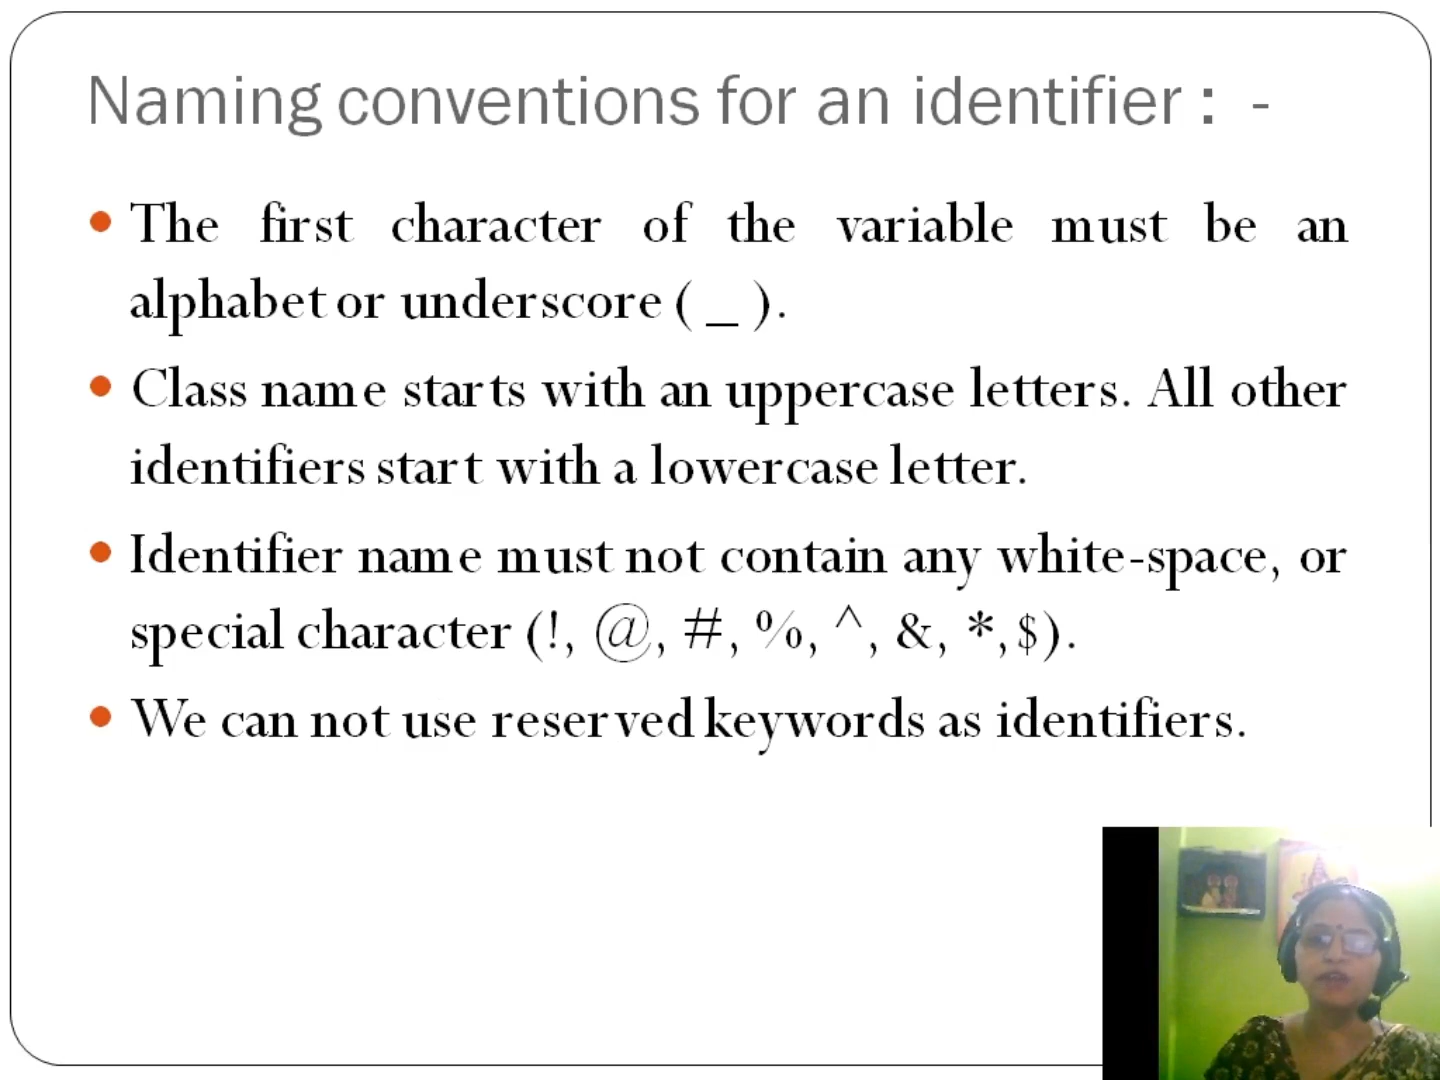 Naming conventions for an identifier : -
• The first character of the variable must be an
alphabet or underscore ( _ ).
• Class name starts with an uppercase letters. All other
identifiers start with a lowercase letter.
• Identifier name must not contain any white-space, or
special character (!, @, #, %, ^, &, *,$).
• We can not use reserved keywords as identifiers.